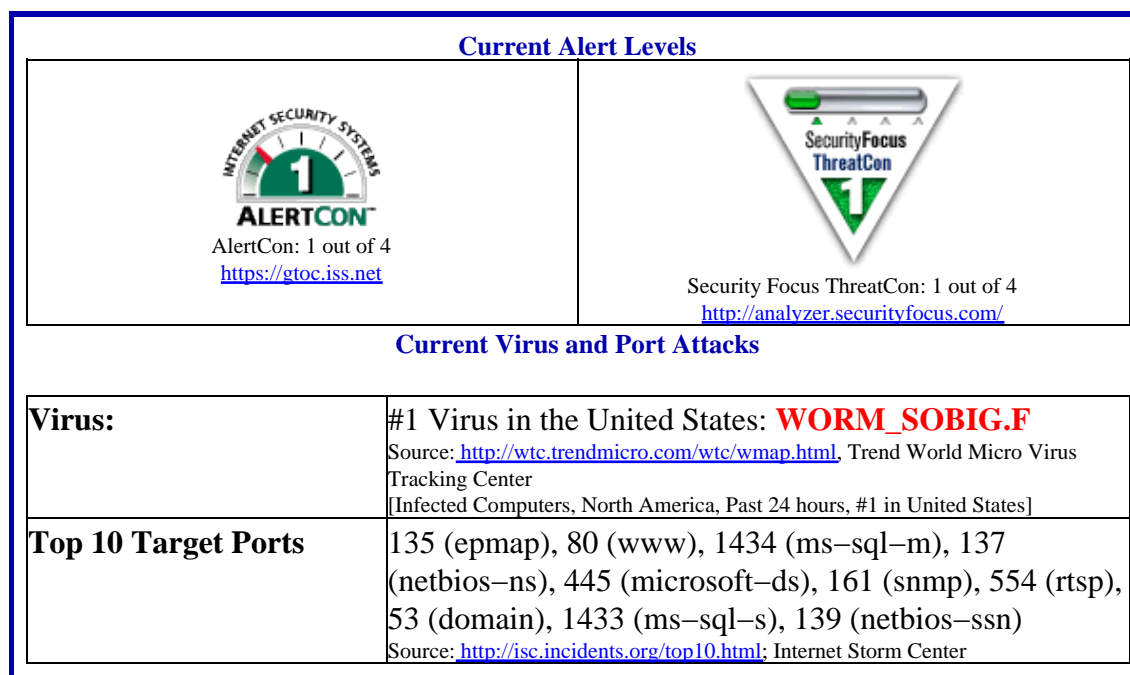 Current Alert Levels
INTERNET SECURITY SYSTEMS
1
ALERTCON™
AlertCon: 1 out of 4
https://gtoc.iss.net
SecurityFocus
ThreatCon
1
Security Focus ThreatCon: 1 out of 4
http://analyzer.securityfocus.com/
Current Virus and Port Attacks
Virus:
#1 Virus in the United States: WORM_SOBIG.F
Source: http://wtc.trendmicro.com/wtc/wmap.html, Trend World Micro Virus
Tracking Center
[Infected Computers, North America, Past 24 hours, #1 in United States]
Top 10 Target Ports
135 (epmap), 80 (www), 1434 (ms−sql−m), 137
(netbios−ns), 445 (microsoft−ds), 161 (snmp), 554 (rtsp),
53 (domain), 1433 (ms−sql−s), 139 (netbios−ssn)
Source: http://isc.incidents.org/top10.html; Internet Storm Center